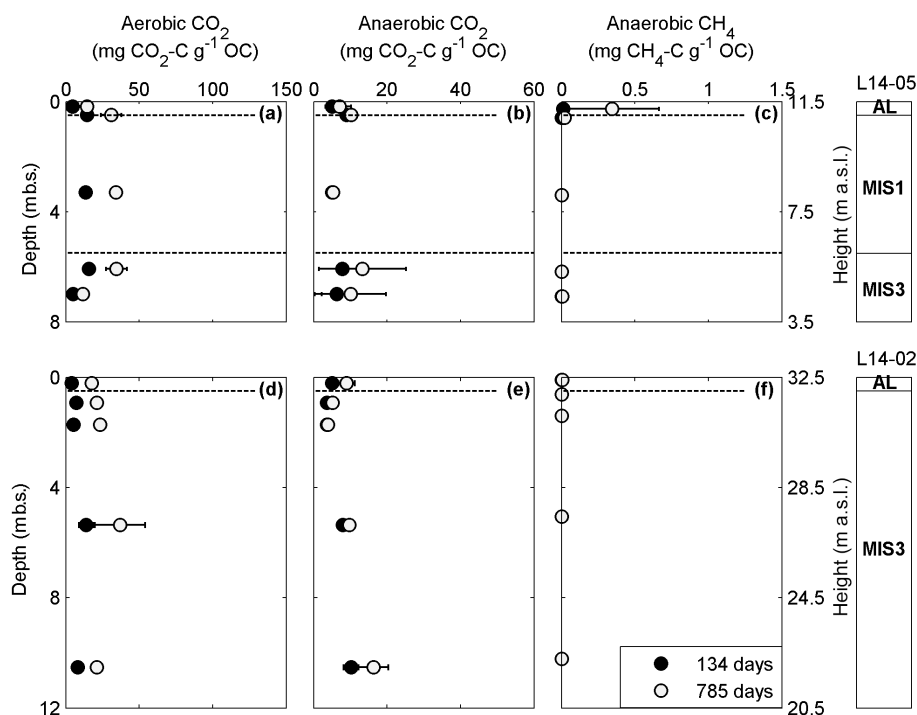 Aerobic CO2
(mg CO2-C g-1 OC)
Anaerobic CO2
(mg CO2-C g-1 OC)
Anaerobic CH4
(mg CH4-C g-1 OC)
0 50 100 150
0 20 40 60
0 0.5 1 1.5
L14-05
0 (a) (b) (c) 11.5 AL
Depth (m b.s.)
4
7.5
Height (m a.s.l.)
MIS1
MIS3
8
3.5
L14-02
0 (d) (e) (f) 32.5 AL
4
28.5
Depth (m b.s.)
Height (m a.s.l.)
MIS3
8
24.5
134 days
785 days
12
20.5